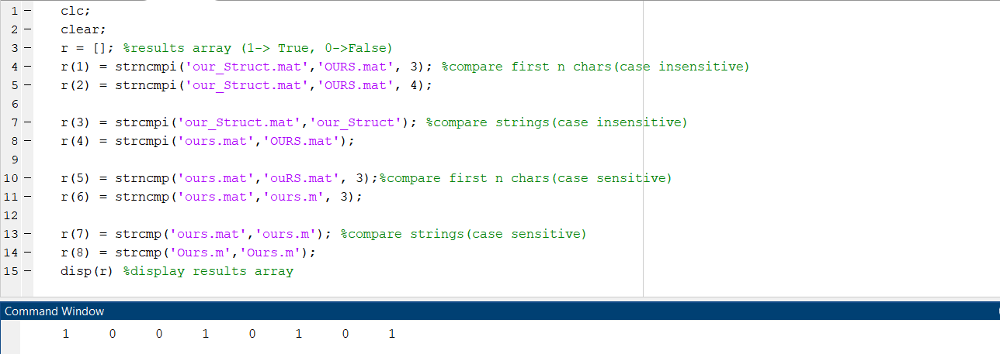 1 – clc;
2 – clear;
3 – r = []; %results array (1-> True, 0->False)
4 – r(1) = strncmpi('our_Struct.mat','OURS.mat', 3); %compare first n chars(case insensitive)
5 – r(2) = strncmpi('our_Struct.mat','OURS.mat', 4);
6
7 – r(3) = strcmpi('our_Struct.mat','our_Struct'); %compare strings(case insensitive)
8 – r(4) = strcmpi('ours.mat','OURS.mat');
9
10 – r(5) = strncmp('ours.mat','ouRS.mat', 3);%compare first n chars(case sensitive)
11 – r(6) = strncmp('ours.mat','ours.m', 3);
12
13 – r(7) = strcmp('ours.mat','ours.m'); %compare strings(case sensitive)
14 – r(8) = strcmp('Ours.m','Ours.m');
15 – disp(r) %display results array
Command Window
1 0 0 1 0 1 0 1